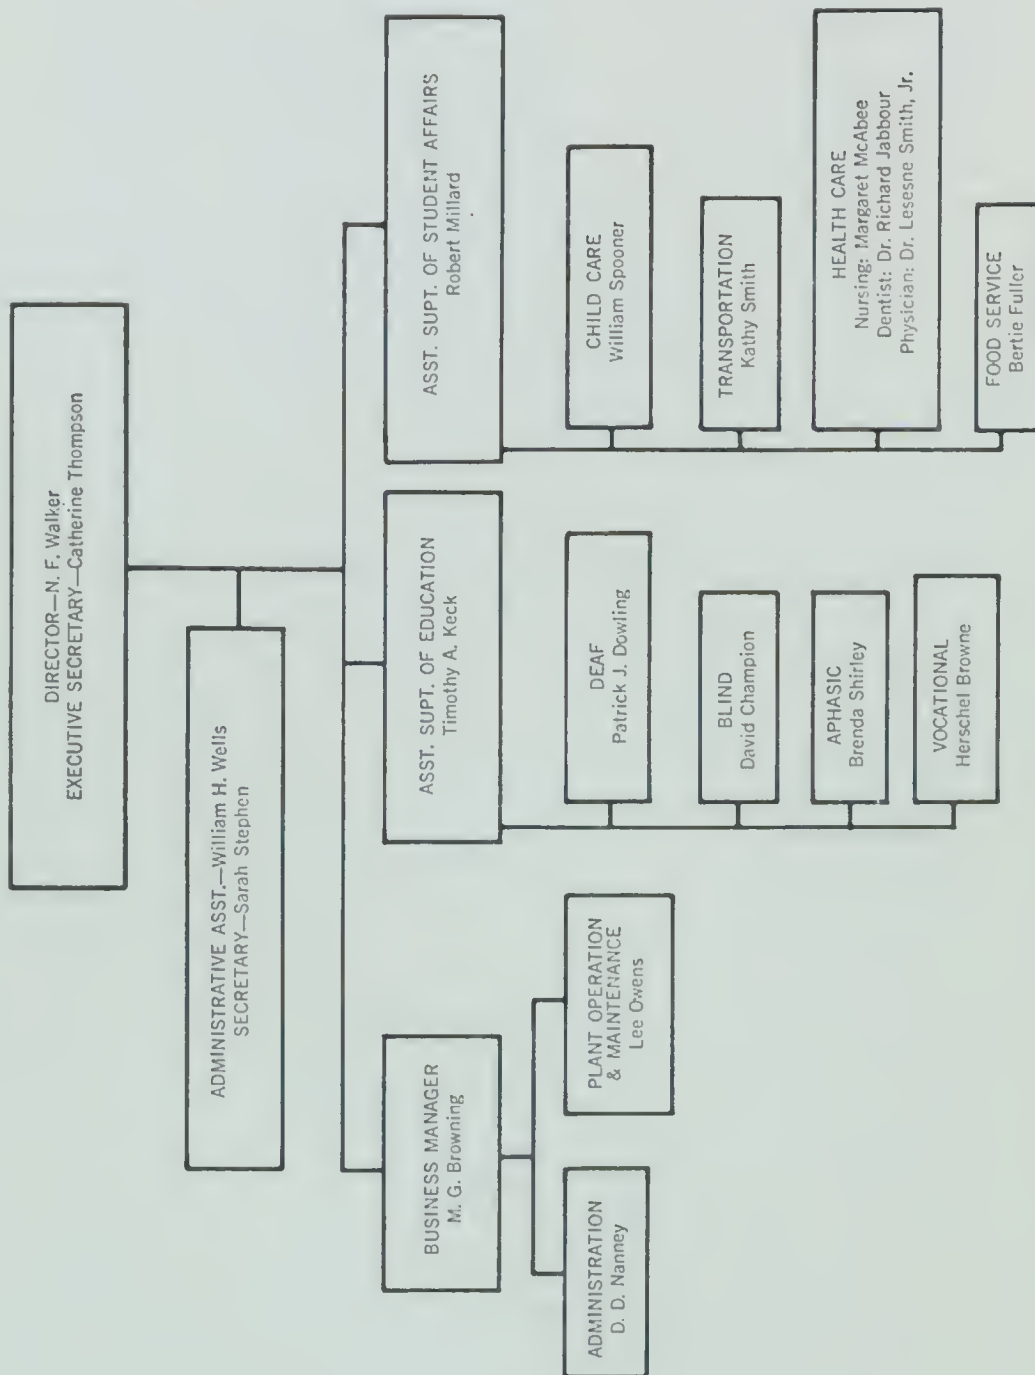 DIRECTOR—N. F. Walker
EXECUTIVE SECRETARY—Catherine Thompson
ADMINISTRATIVE ASST.—William H. Wells
SECRETARY—Sarah Stephen
BUSINESS MANAGER
M. G. Browning
ADMINISTRATION
D. D. Nanney
PLANT OPERATION
& MAINTENANCE
Lee Owens
ASST. SUPT. OF EDUCATION
Timothy A. Keck
DEAF
Patrick J. Dowling
BLIND
David Champion
APHASIC
Brenda Shirley
VOCATIONAL
Herschel Browne
ASST. SUPT. OF STUDENT AFFAIRS
Robert Millard
CHILD CARE
William Spooner
TRANSPORTATION
Kathy Smith
HEALTH CARE
Nursing: Margaret McAbee
Dentist: Dr. Richard Jabbour
Physician: Dr. Lesesne Smith, Jr.
FOOD SERVICE
Bertie Fuller